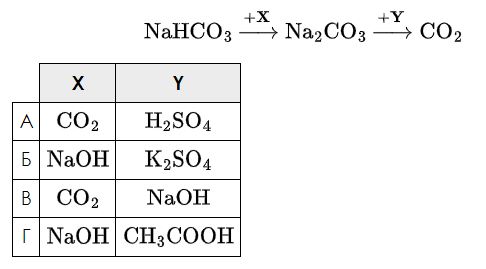 NaHCO₃ —+X→ Na₂CO₃ —+Y→ CO₂
X Y
А CO₂ H₂SO₄
Б NaOH K₂SO₄
В CO₂ NaOH
Г NaOH CH₃COOH